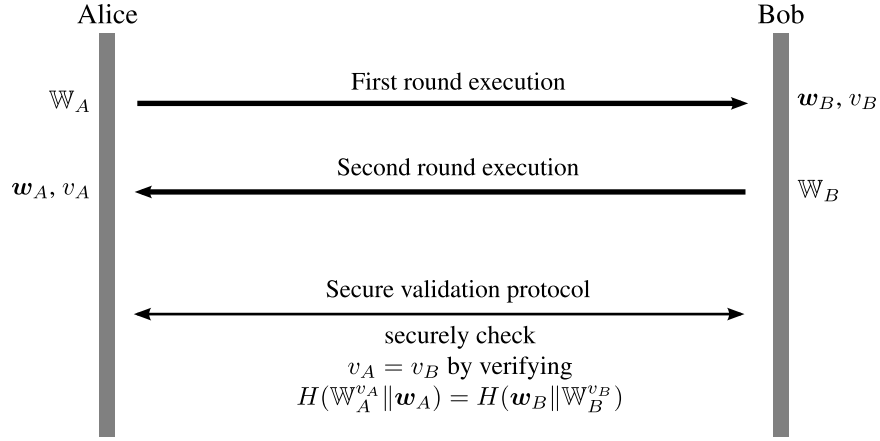 Alice Bob
𝕎_A First round execution 𝒘_B, v_B
𝒘_A, v_A Second round execution 𝕎_B
Secure validation protocol
securely check
v_A = v_B by verifying
H(𝕎_A^{v_A}‖𝒘_A) = H(𝒘_B‖𝕎_B^{v_B})